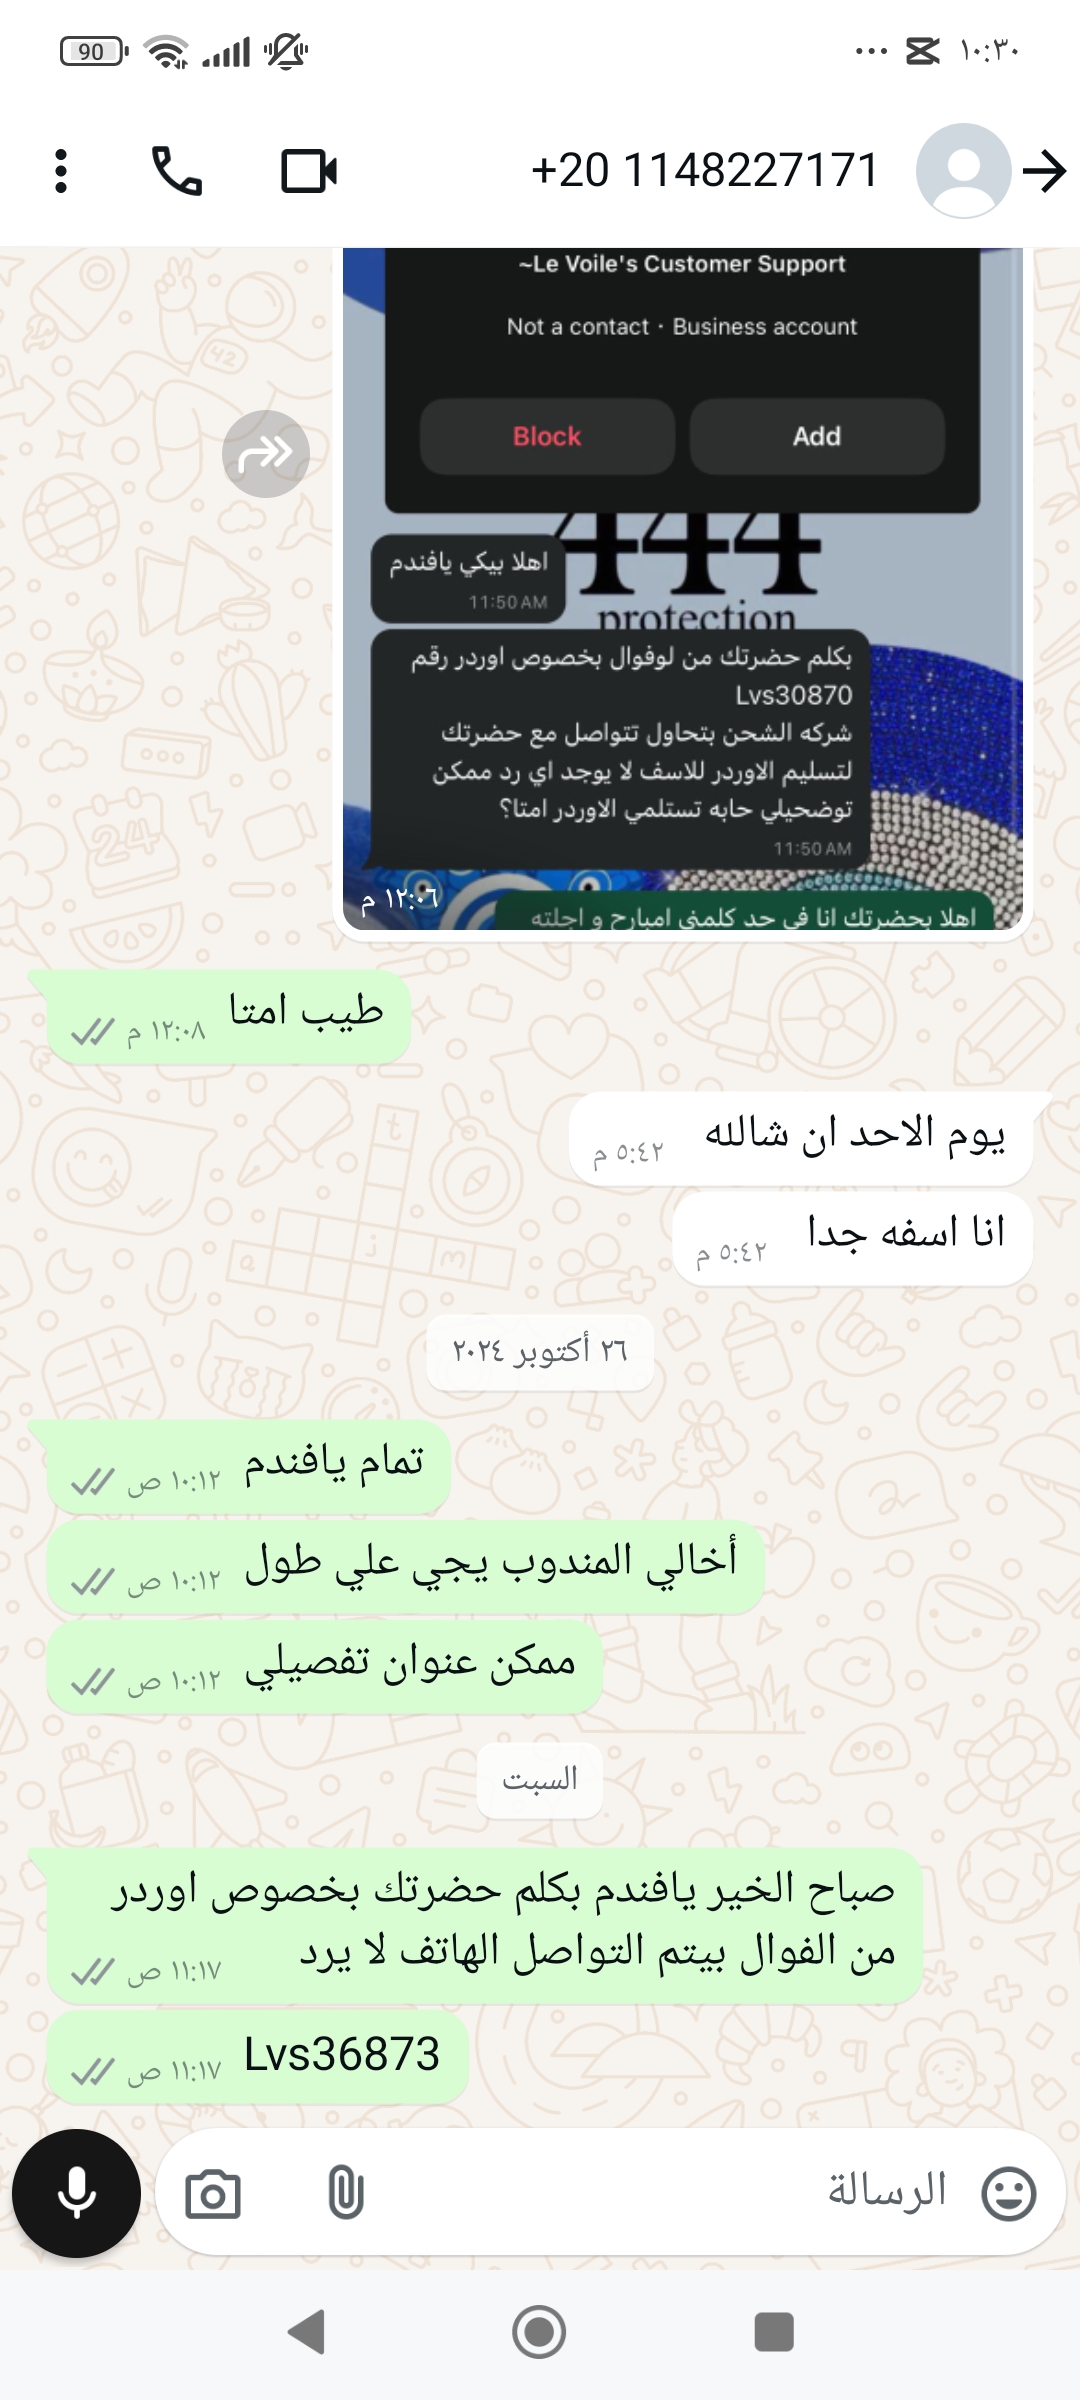 90
١٠:٣٠
+20 1148227171
~Le Voile's Customer Support
Not a contact · Business account
Block
Add
444
protection
اهلا بيكي يافندم
11:50 AM
بكلم حضرتك من لوفوال بخصوص اوردر رقم
Lvs30870
شركه الشحن بتحاول تتواصل مع حضرتك
لتسليم الاوردر للاسف لا يوجد اي رد ممكن
توضحيلي حابه تستلمي الاوردر امتا؟
11:50 AM
اهلا بحضرتك انا في حد كلمني امبارح و اجلته
١٢:٠٦ م
طيب امتا
١٢:٠٨ م
يوم الاحد ان شالله
٥:٤٢ م
انا اسفه جدا
٥:٤٢ م
٢٦ أكتوبر ٢٠٢٤
تمام يافندم
١٠:١٢ ص
أخالي المندوب يجي علي طول
١٠:١٢ ص
ممكن عنوان تفصيلي
١٠:١٢ ص
السبت
صباح الخير يافندم بكلم حضرتك بخصوص اوردر
من الفوال بيتم التواصل الهاتف لا يرد
١١:١٧ ص
Lvs36873
١١:١٧ ص
الرسالة